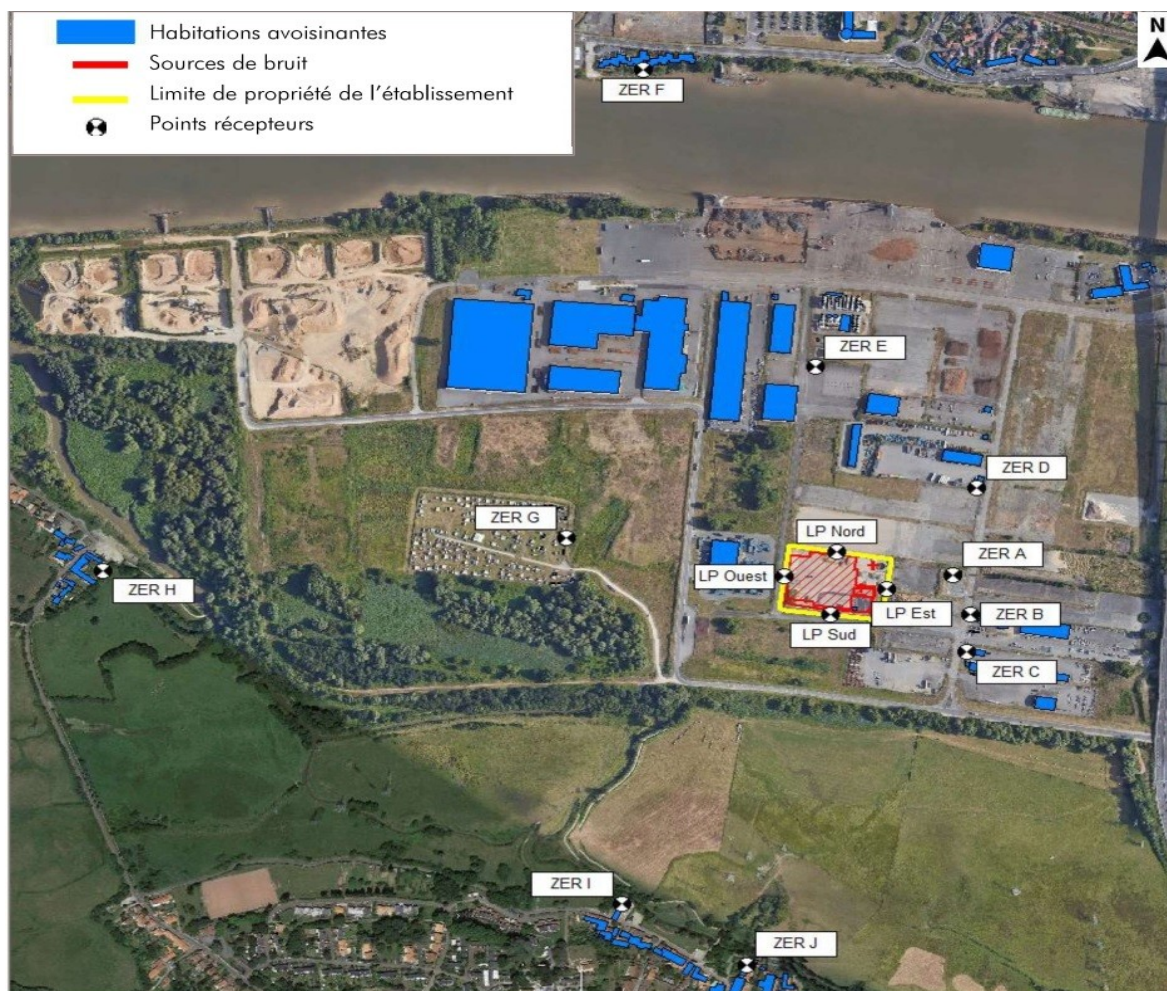 Habitations avoisinantes
Sources de bruit
Limite de propriété de l'établissement
Points récepteurs
N
ZER F
ZER E
ZER D
ZER G
LP Nord
ZER A
LP Ouest
ZER H
LP Est
ZER B
LP Sud
ZER C
ZER I
ZER J